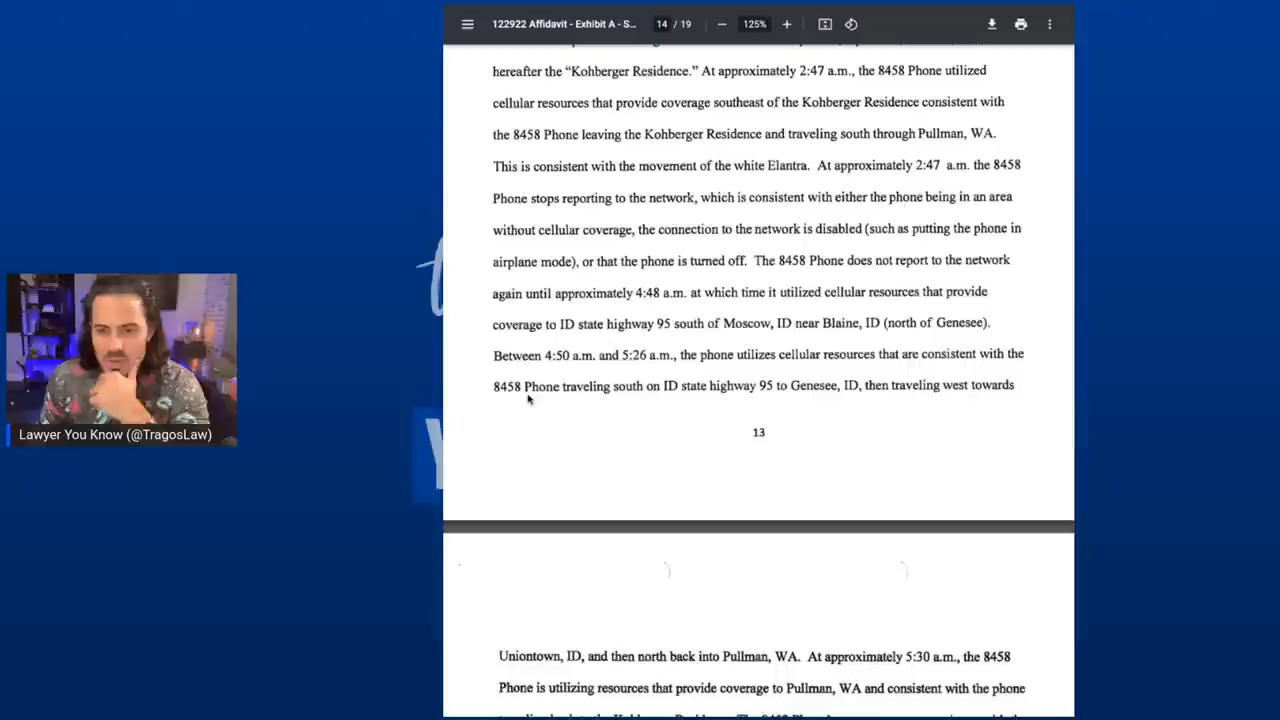 122922 Affidavit - Exhibit A - S...
14 / 19
125%
hereafter the “Kohberger Residence.” At approximately 2:47 a.m., the 8458 Phone utilized
cellular resources that provide coverage southeast of the Kohberger Residence consistent with
the 8458 Phone leaving the Kohberger Residence and traveling south through Pullman, WA.
This is consistent with the movement of the white Elantra. At approximately 2:47 a.m. the 8458
Phone stops reporting to the network, which is consistent with either the phone being in an area
without cellular coverage, the connection to the network is disabled (such as putting the phone in
airplane mode), or that the phone is turned off. The 8458 Phone does not report to the network
again until approximately 4:48 a.m. at which time it utilized cellular resources that provide
coverage to ID state highway 95 south of Moscow, ID near Blaine, ID (north of Genesee).
Between 4:50 a.m. and 5:26 a.m., the phone utilizes cellular resources that are consistent with the
8458 Phone traveling south on ID state highway 95 to Genesee, ID, then traveling west towards
13
Uniontown, ID, and then north back into Pullman, WA. At approximately 5:30 a.m., the 8458
Phone is utilizing resources that provide coverage to Pullman, WA and consistent with the phone
Lawyer You Know (@TragosLaw)